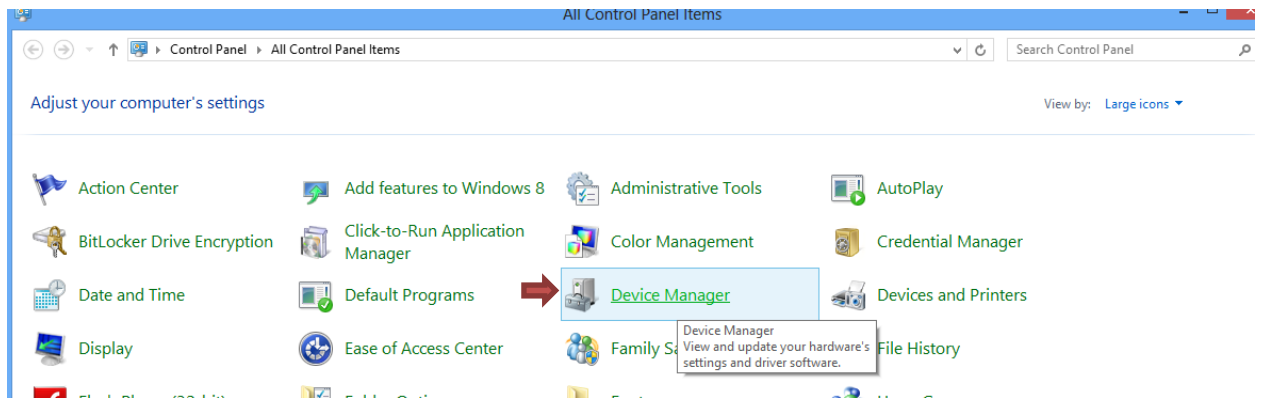 All Control Panel Items
Control Panel All Control Panel Items
Search Control Panel
Adjust your computer's settings
View by: Large icons
Action Center
Add features to Windows 8
Administrative Tools
AutoPlay
BitLocker Drive Encryption
Click-to-Run Application
Manager
Color Management
Credential Manager
Date and Time
Default Programs
Device Manager
Devices and Printers
Device Manager
View and update your hardware's
settings and driver software.
Display
Ease of Access Center
Family Sa
File History